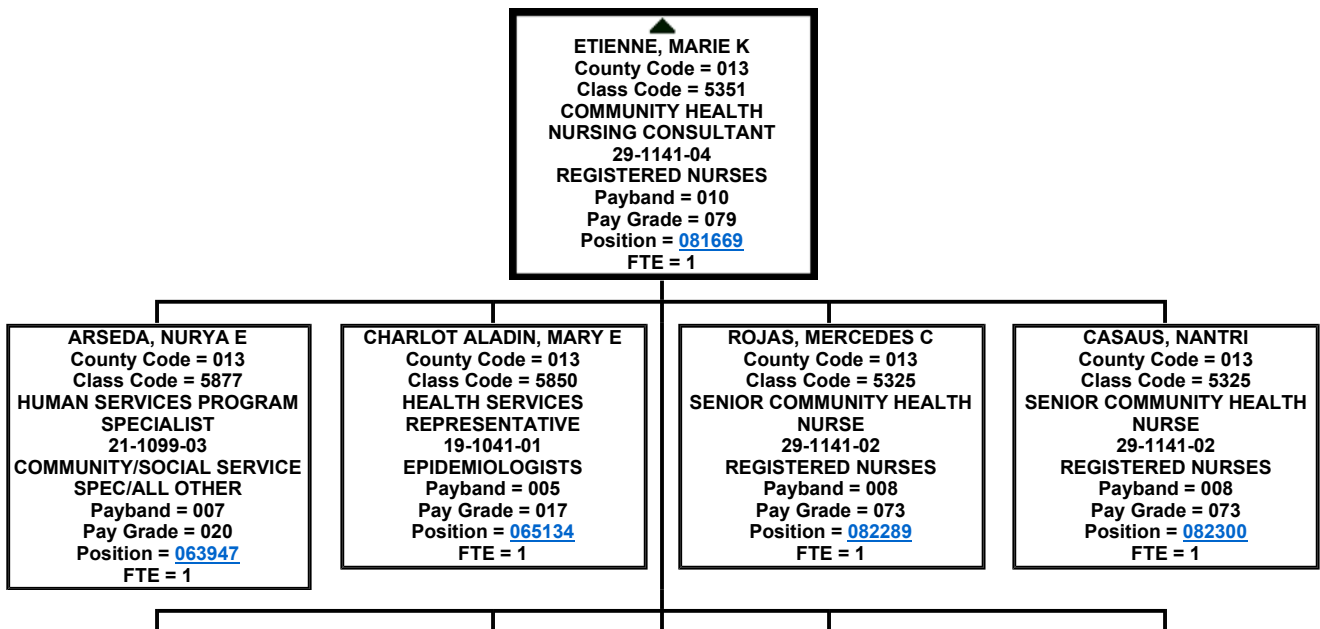 ETIENNE, MARIE K
County Code = 013
Class Code = 5351
COMMUNITY HEALTH
NURSING CONSULTANT
29-1141-04
REGISTERED NURSES
Payband = 010
Pay Grade = 079
Position = 081669
FTE = 1
ARSEDA, NURYA E
County Code = 013
Class Code = 5877
HUMAN SERVICES PROGRAM
SPECIALIST
21-1099-03
COMMUNITY/SOCIAL SERVICE
SPEC/ALL OTHER
Payband = 007
Pay Grade = 020
Position = 063947
FTE = 1
CHARLOT ALADIN, MARY E
County Code = 013
Class Code = 5850
HEALTH SERVICES
REPRESENTATIVE
19-1041-01
EPIDEMIOLOGISTS
Payband = 005
Pay Grade = 017
Position = 065134
FTE = 1
ROJAS, MERCEDES C
County Code = 013
Class Code = 5325
SENIOR COMMUNITY HEALTH
NURSE
29-1141-02
REGISTERED NURSES
Payband = 008
Pay Grade = 073
Position = 082289
FTE = 1
CASAUS, NANTRI
County Code = 013
Class Code = 5325
SENIOR COMMUNITY HEALTH
NURSE
29-1141-02
REGISTERED NURSES
Payband = 008
Pay Grade = 073
Position = 082300
FTE = 1